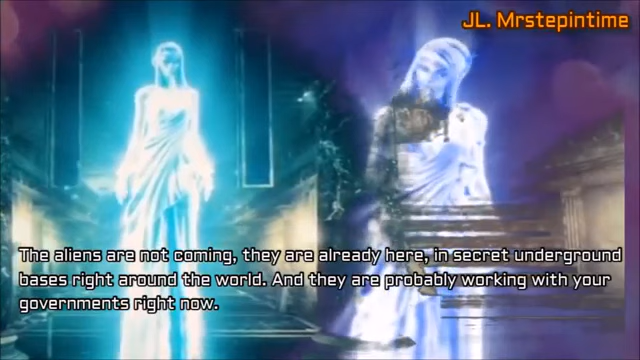 JL. Mrstepintime
The aliens are not coming, they are already here, in secret underground
bases right around the world. And they are probably working with your
governments right now.